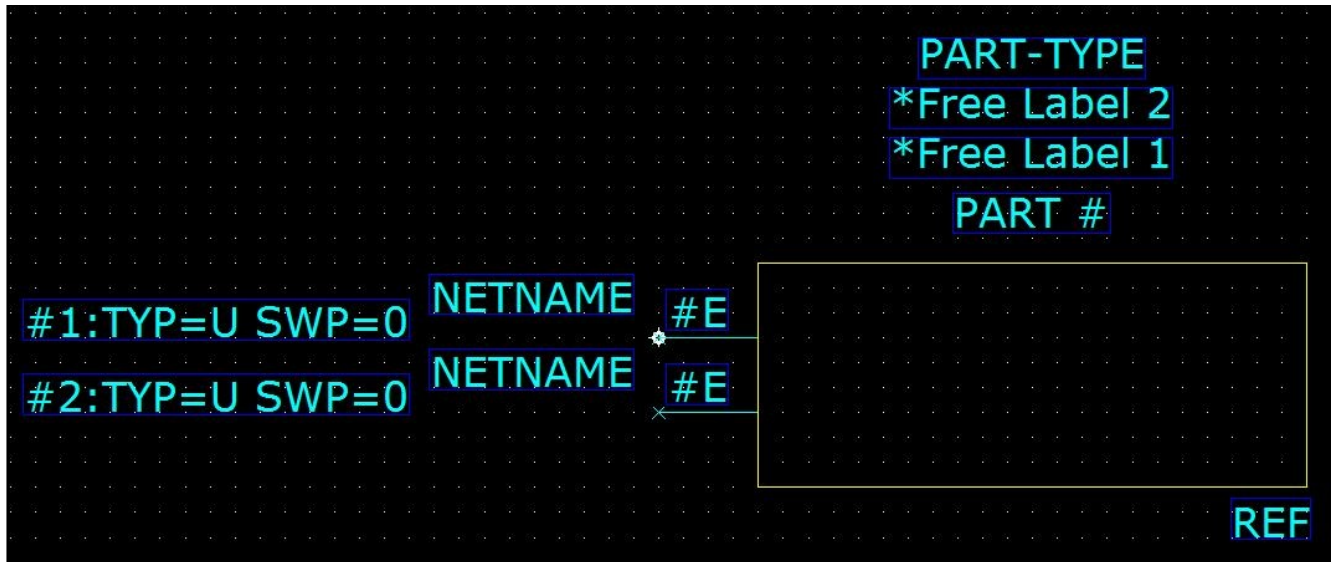 PART-TYPE
*Free Label 2
*Free Label 1
PART #
#1:TYP=U SWP=0 NETNAME #E
#2:TYP=U SWP=0 NETNAME #E
REF